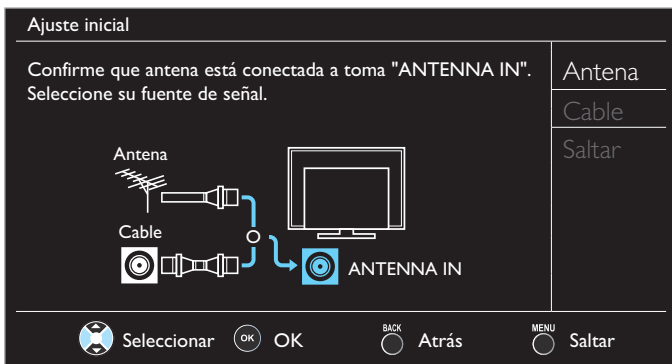 Ajuste inicial
Confirme que antena está conectada a toma "ANTENNA IN".
Seleccione su fuente de señal.
Antena
Cable
Saltar
Antena
Cable
O
ANTENNA IN
Seleccionar
OK
OK
BACK
Atrás
MENU
Saltar